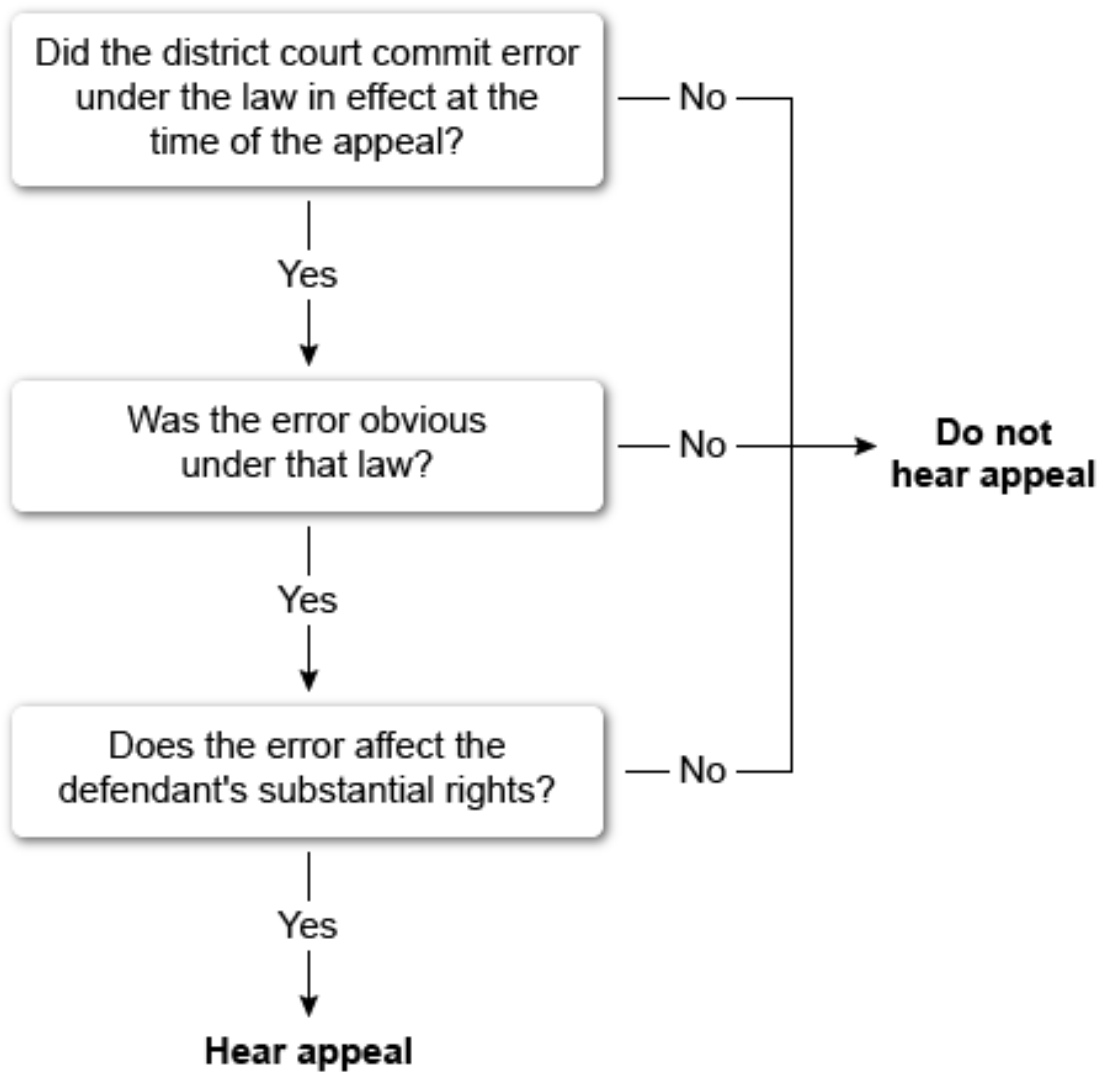 Did the district court commit error
under the law in effect at the
time of the appeal?
No
Yes
Was the error obvious
under that law?
No
Do not
hear appeal
Yes
Does the error affect the
defendant's substantial rights?
No
Yes
Hear appeal